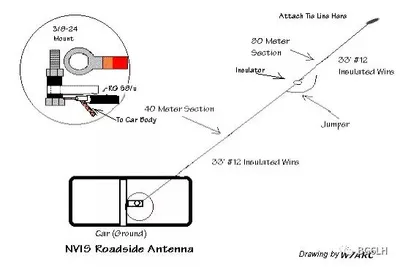 3/8-24
Mount
RG 58/u
To Car Body
Attach Tie Line Here
80 Meter
Section
Insulator
33' #12
Insulated Wire
Jumper
40 Meter Section
33' #12 Insulated Wire
Car (Ground)
NVIS Roadside Antenna
Drawing by W7ARC
BG5LH